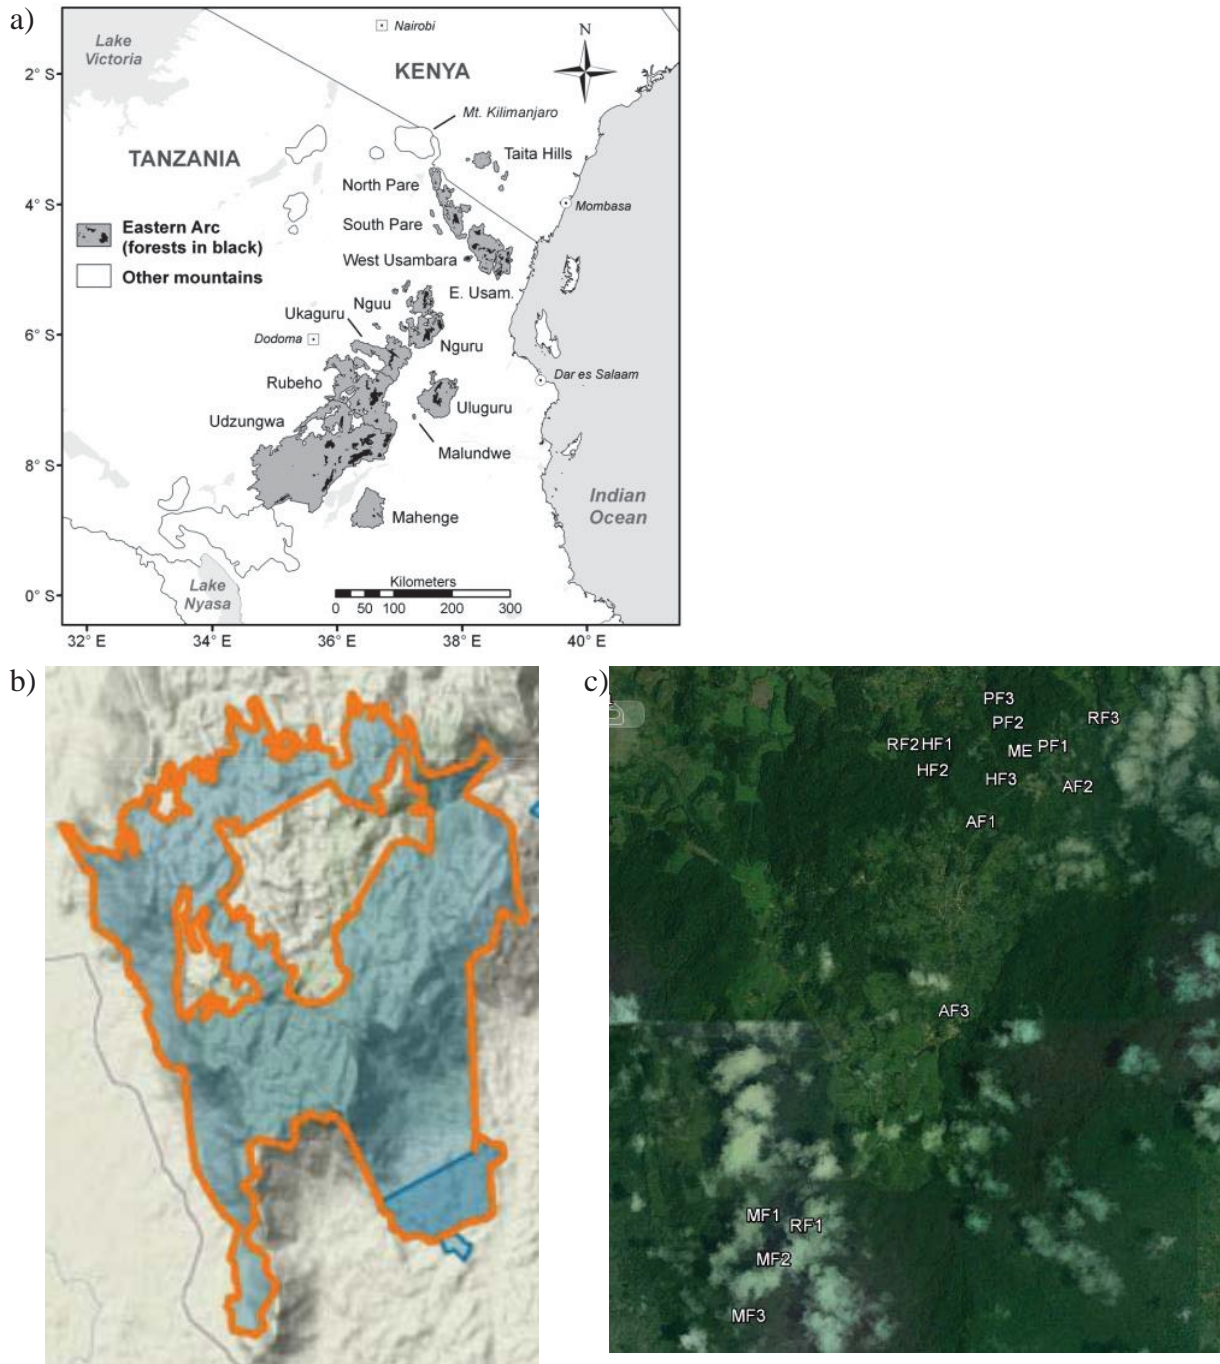 a)
Nairobi
Lake
Victoria
N
2° S
KENYA
Mt. Kilimanjaro
TANZANIA
Taita Hills
North Pare
4° S
Mombasa
South Pare
Eastern Arc
(forests in black)
West Usambara
Other mountains
E. Usam.
Nguu
Ukaguru
6° S
Dodoma
Nguru
Dar es Salaam
Rubeho
Uluguru
Udzungwa
Malundwe
8° S
Indian
Ocean
Mahenge
Kilometers
Lake
Nyasa
0° S
0 50 100 200 300
32° E 34° E 36° E 38° E 40° E
b)
c)
PF3
PF2
RF3
RF2 HF1
ME
PF1
HF2
HF3
AF2
AF1
AF3
MF1
RF1
MF2
MF3